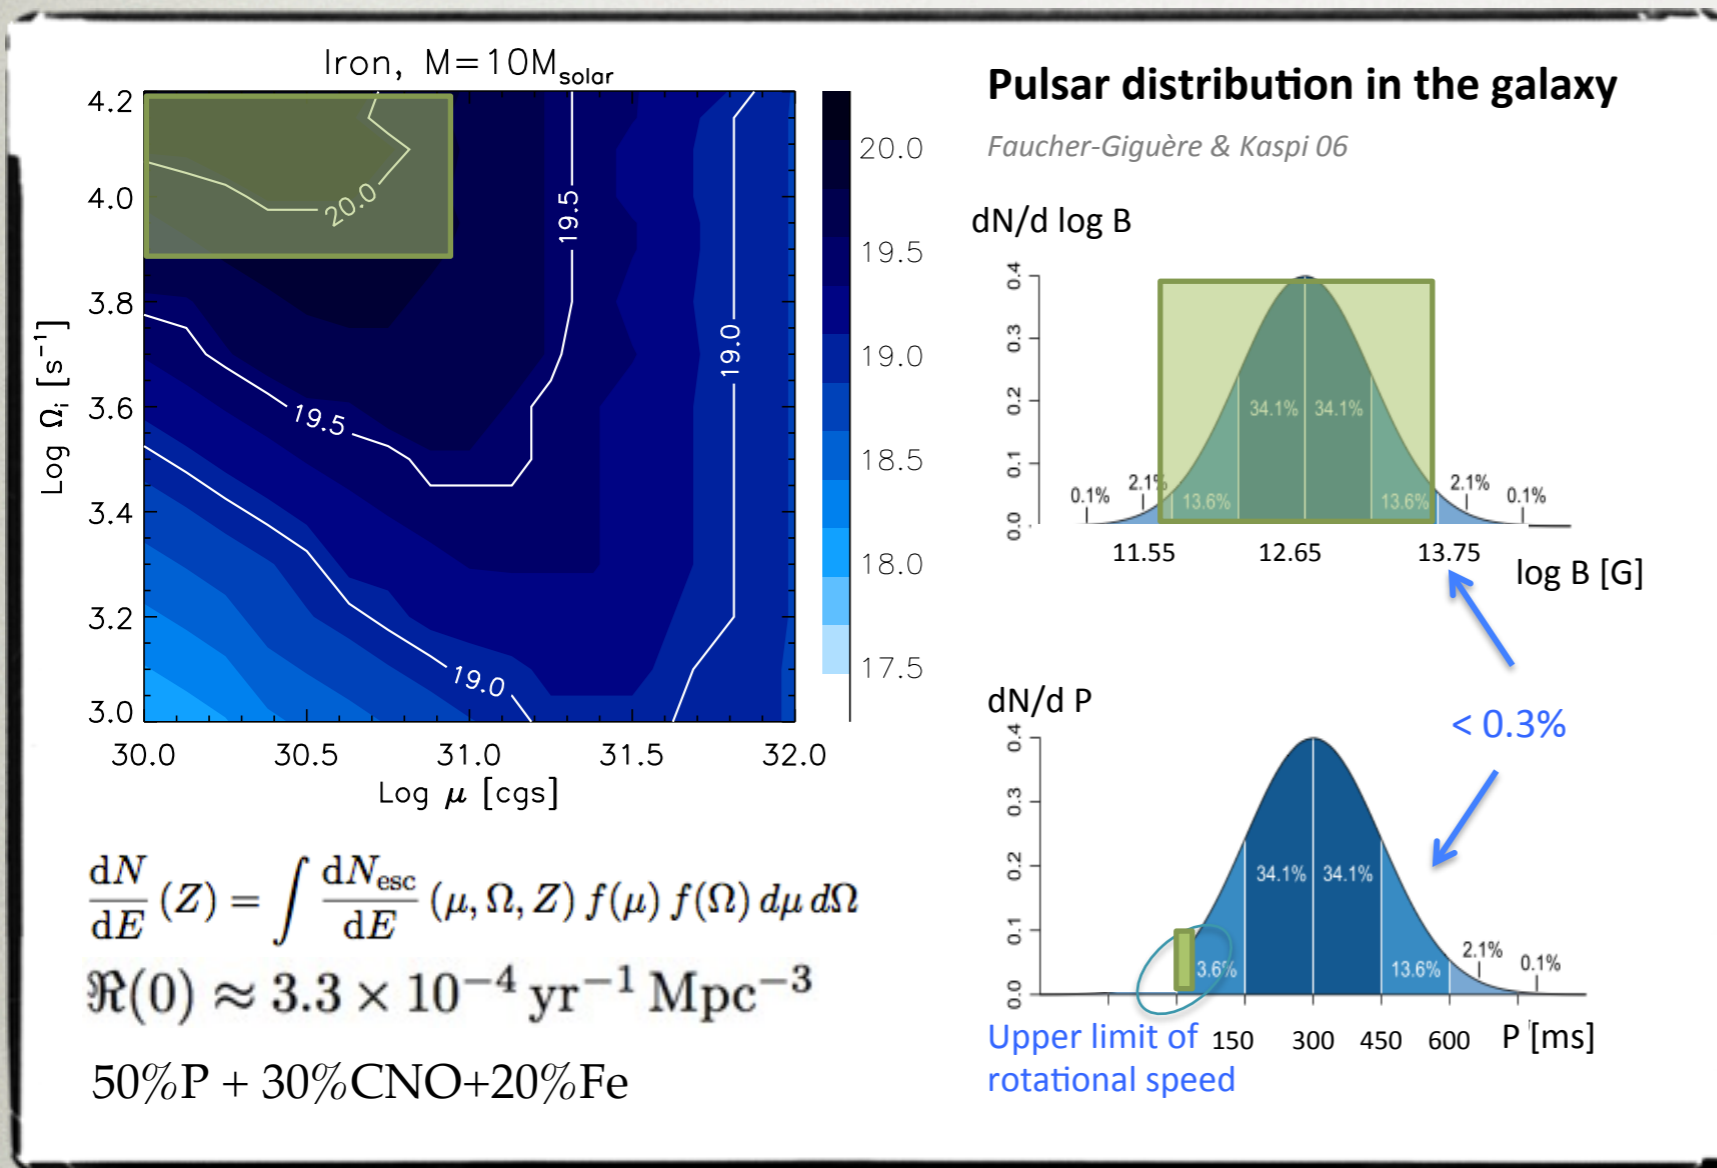 Iron, M=10M_solar
4.2
4.0
3.8
3.6
3.4
3.2
3.0
Log Ω_i [s⁻¹]
20.0
19.5
19.5
19.0
19.0
30.0 30.5 31.0 31.5 32.0
Log μ [cgs]
20.0
19.5
19.0
18.5
18.0
17.5
dN/dE (Z) = ∫ dN_esc/dE (μ, Ω, Z) f(μ) f(Ω) dμ dΩ
ℜ(0) ≈ 3.3 × 10⁻⁴ yr⁻¹ Mpc⁻³
50%P + 30%CNO+20%Fe
Pulsar distribution in the galaxy
Faucher-Giguère & Kaspi 06
dN/d log B
0.4
0.3
0.2
0.1
0.0
34.1% 34.1%
0.1% 2.1% 13.6% 13.6% 2.1% 0.1%
11.55 12.65 13.75 log B [G]
< 0.3%
dN/d P
0.4
0.3
0.2
0.1
0.0
34.1% 34.1%
3.6% 13.6% 2.1% 0.1%
150 300 450 600 P [ms]
Upper limit of
rotational speed